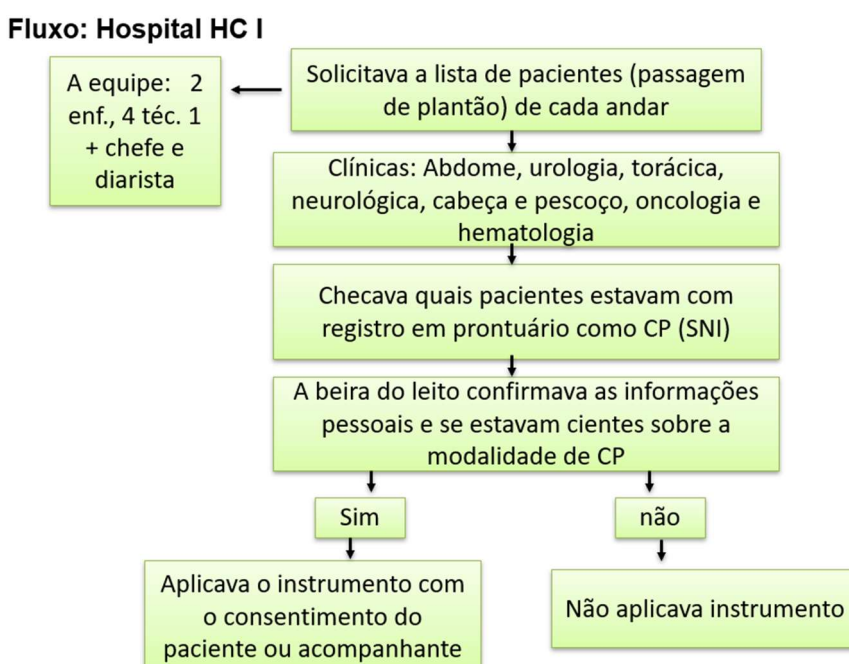 Fluxo: Hospital HC I
A equipe: 2
enf., 4 téc. 1
+ chefe e
diarista
Solicitava a lista de pacientes (passagem
de plantão) de cada andar
Clínicas: Abdome, urologia, torácica,
neurológica, cabeça e pescoço, oncologia e
hematologia
Checava quais pacientes estavam com
registro em prontuário como CP (SNI)
A beira do leito confirmava as informações
pessoais e se estavam cientes sobre a
modalidade de CP
Sim
não
Aplicava o instrumento com
o consentimento do
paciente ou acompanhante
Não aplicava instrumento